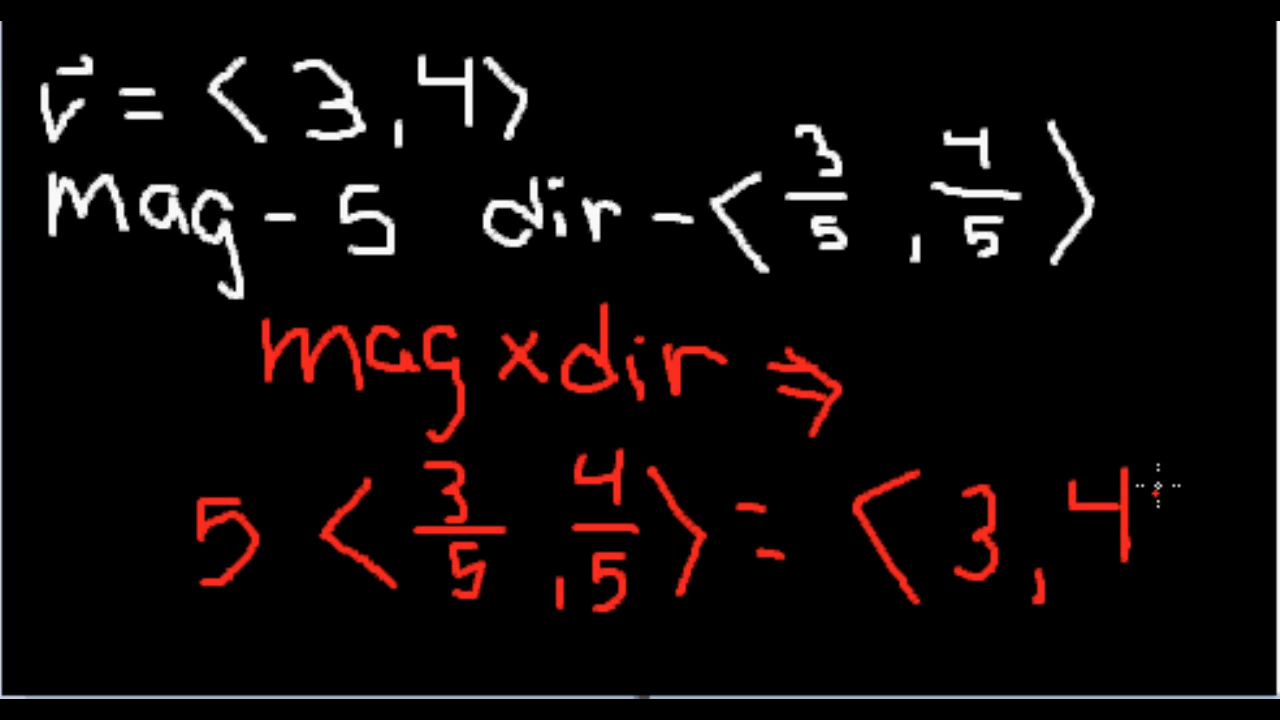 v⃗ = <3, 4>
mag - 5 dir - <3/5, 4/5>
mag x dir ⇒
5 <3/5, 4/5> = <3, 4